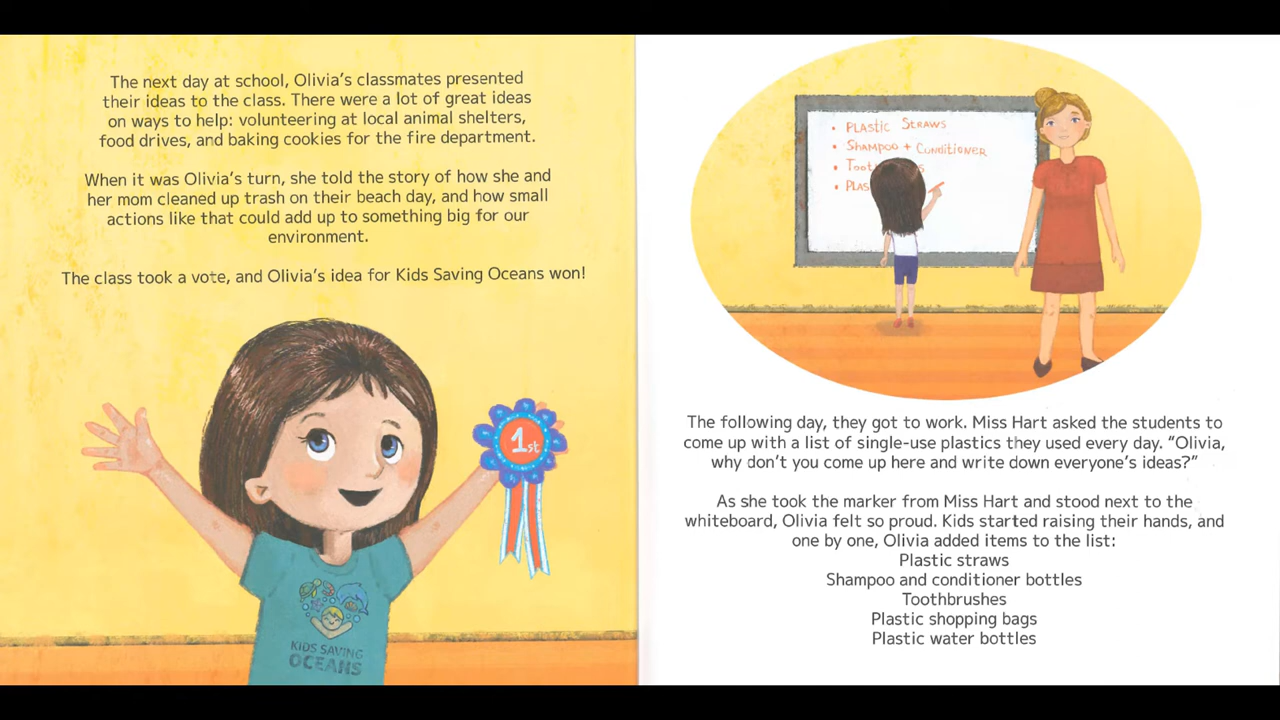 The next day at school, Olivia's classmates presented
their ideas to the class. There were a lot of great ideas
on ways to help: volunteering at local animal shelters,
food drives, and baking cookies for the fire department.
When it was Olivia's turn, she told the story of how she and
her mom cleaned up trash on their beach day, and how small
actions like that could add up to something big for our
environment.
The class took a vote, and Olivia's idea for Kids Saving Oceans won!
1st
KIDS SAVING
OCEANS
• PLASTIC STRAWS
• SHAMPOO + CONDITIONER
The following day, they got to work. Miss Hart asked the students to
come up with a list of single-use plastics they used every day. “Olivia,
why don't you come up here and write down everyone's ideas?”
As she took the marker from Miss Hart and stood next to the
whiteboard, Olivia felt so proud. Kids started raising their hands, and
one by one, Olivia added items to the list:
Plastic straws
Shampoo and conditioner bottles
Toothbrushes
Plastic shopping bags
Plastic water bottles